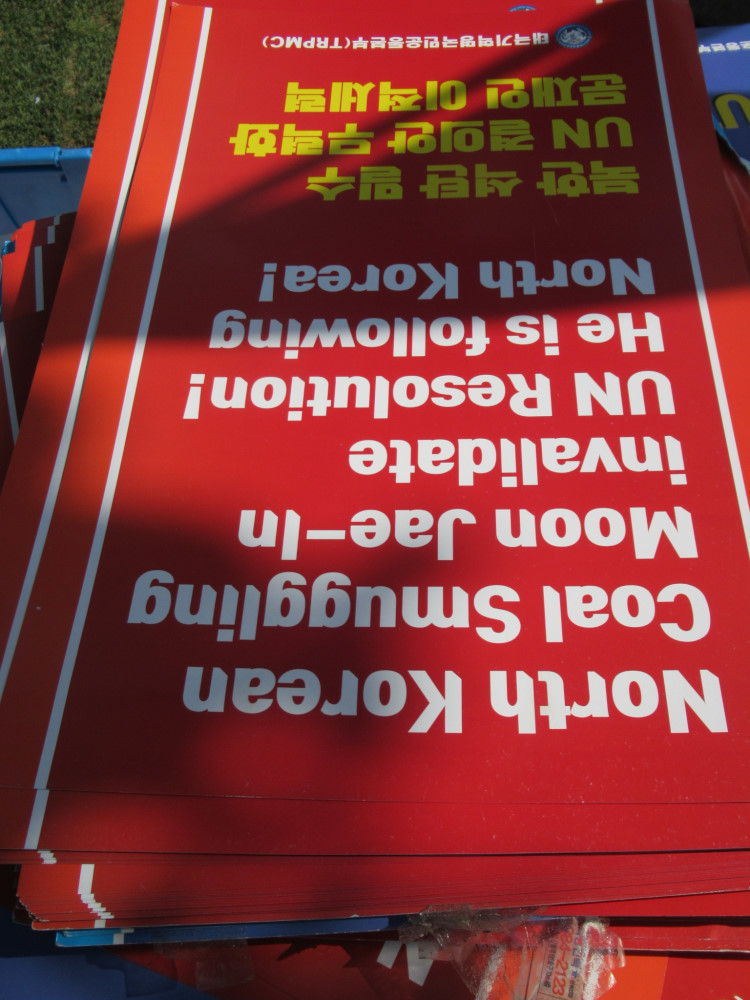 North Korean
Coal Smuggling
Moon Jae-In
invalidate
UN Resolution!
He is following
North Korea!
북한 석탄 밀수
UN 결의안 무력화
문재인 이적세력
태극기혁명국민운동본부(TRPMC)
-2123